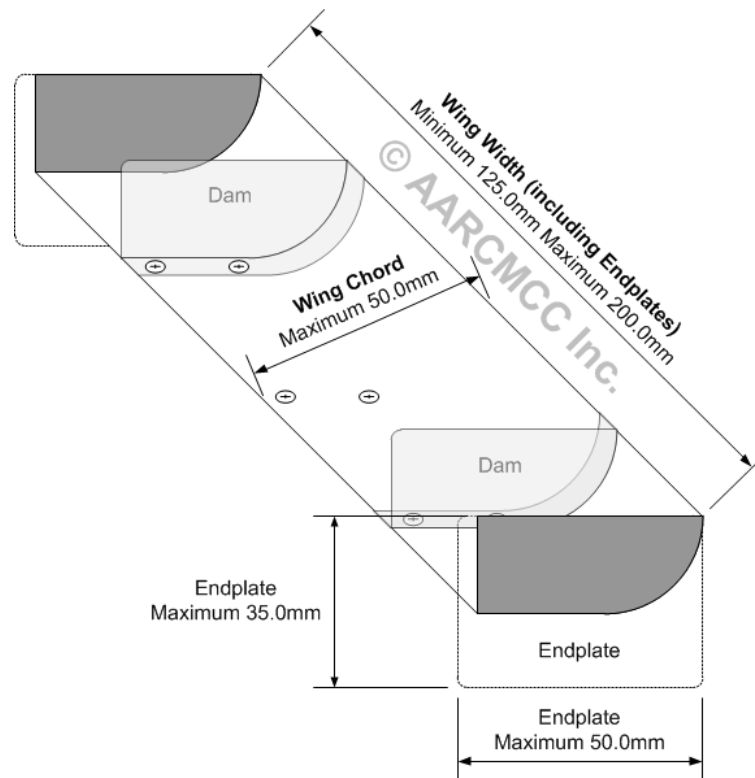 Wing Width (including Endplates)
Minimum 125.0mm Maximum 200.0mm
© AARCMCC Inc.
Dam
Wing Chord
Maximum 50.0mm
Dam
Endplate
Maximum 35.0mm
Endplate
Endplate
Maximum 50.0mm